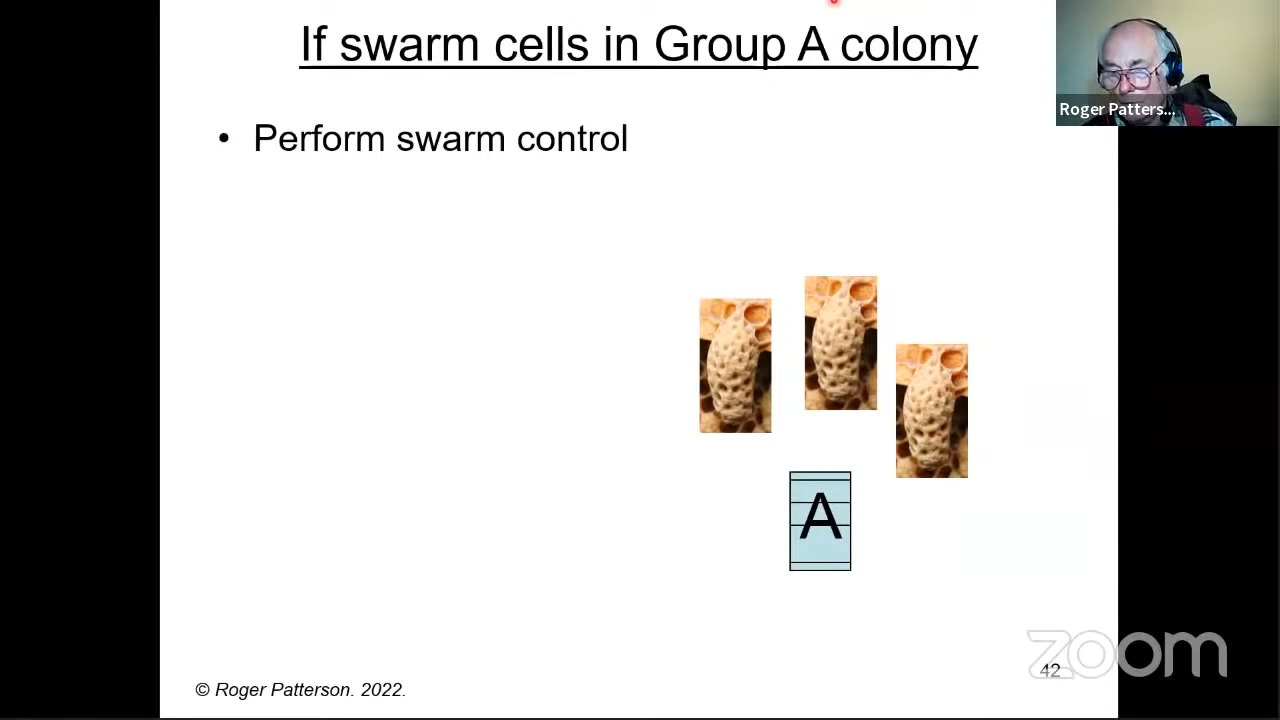 If swarm cells in Group A colony
Roger Patters...
• Perform swarm control
A
zoom
42
© Roger Patterson. 2022.